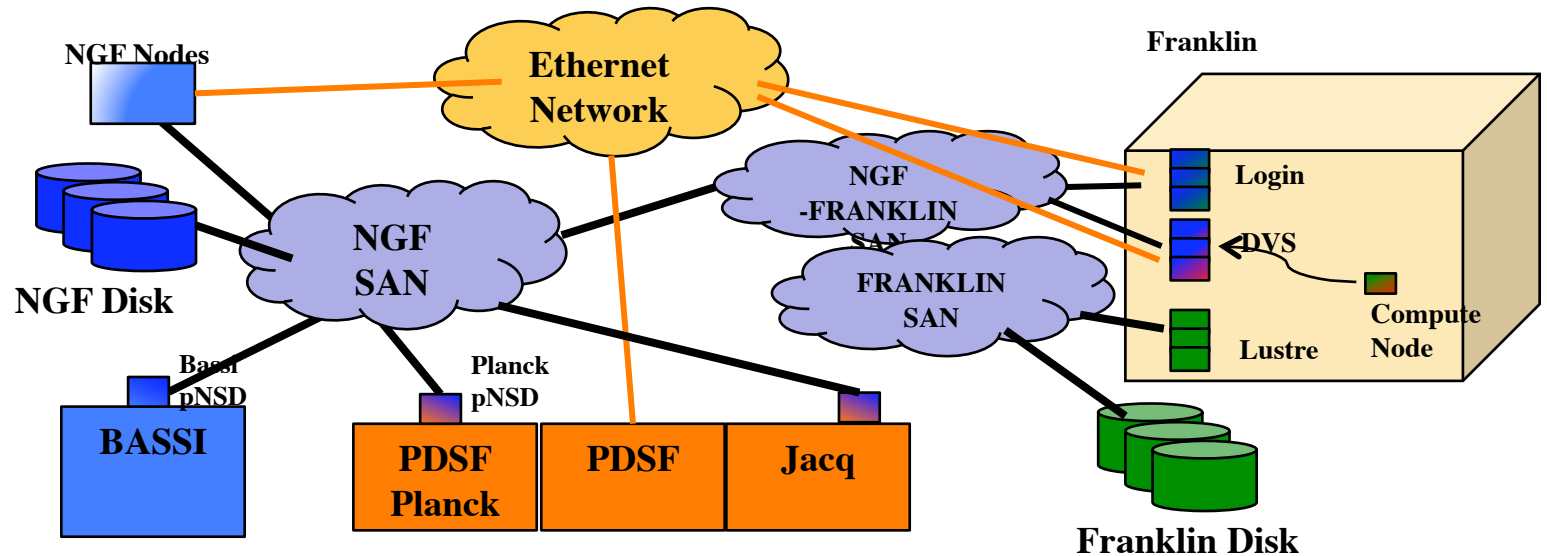 NGF Nodes
Ethernet
Network
Franklin
NGF
-FRANKLIN
SAN
Login
DVS
NGF
SAN
NGF Disk
FRANKLIN
SAN
Compute
Node
Lustre
Bassi
pNSD
Planck
pNSD
BASSI
PDSF
Planck
PDSF
Jacq
Franklin Disk